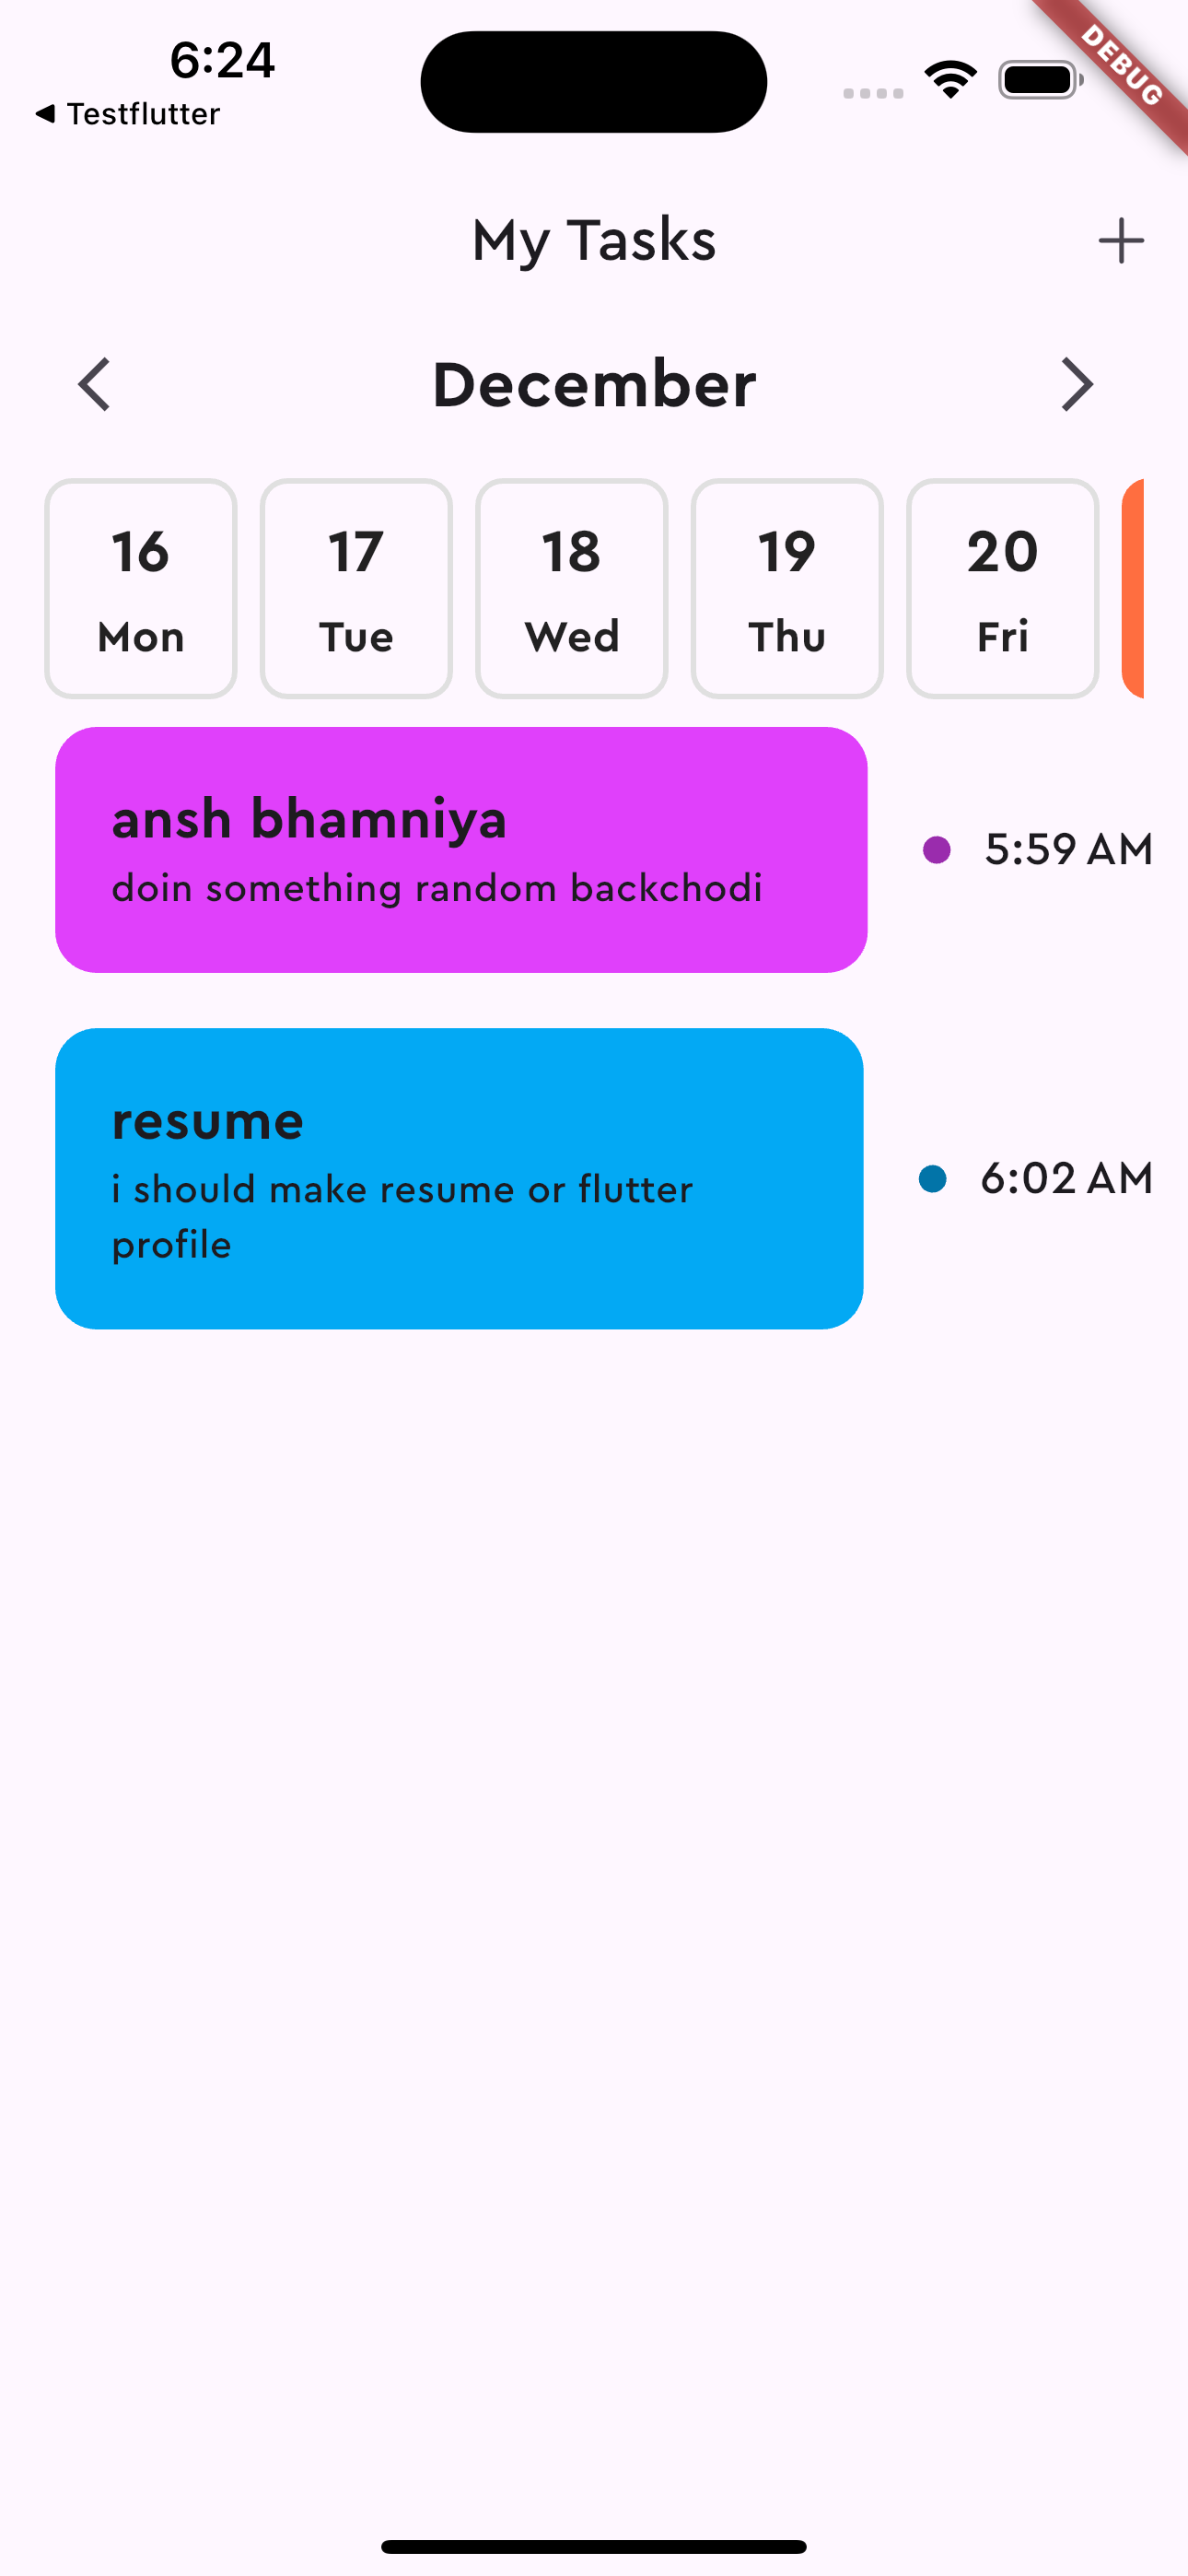 6:24
DEBUG
Testflutter
My Tasks
December
16 17 18 19 20
Mon Tue Wed Thu Fri
ansh bhamniya
doin something random backchodi
5:59 AM
resume
i should make resume or flutter
profile
6:02 AM